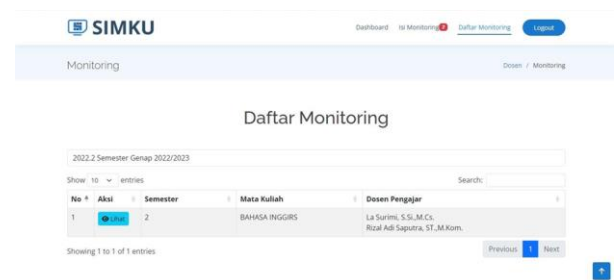 SIMKU
Dashboard Isi Monitoring Daftar Monitoring Logout
Monitoring
Dosen / Monitoring
Daftar Monitoring
2022.2 Semester Genap 2022/2023
Show 10 entries
Search:
No Aksi Semester Mata Kuliah Dosen Pengajar
1 Lihat 2 BAHASA INGGIRS La Surimi, S.Si.,M.Cs.
Rizal Adi Saputra, ST.,M.Kom.
Showing 1 to 1 of 1 entries
Previous 1 Next